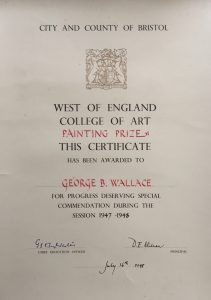 CITY AND COUNTY OF BRISTOL
WEST OF ENGLAND
COLLEGE OF ART
PAINTING PRIZE
THIS CERTIFICATE
HAS BEEN AWARDED TO
GEORGE B. WALLACE
FOR PROGRESS DESERVING SPECIAL
COMMENDATION DURING THE
SESSION 1947-1948
CHIEF EDUCATION OFFICER
PRINCIPAL
July 16th 1948